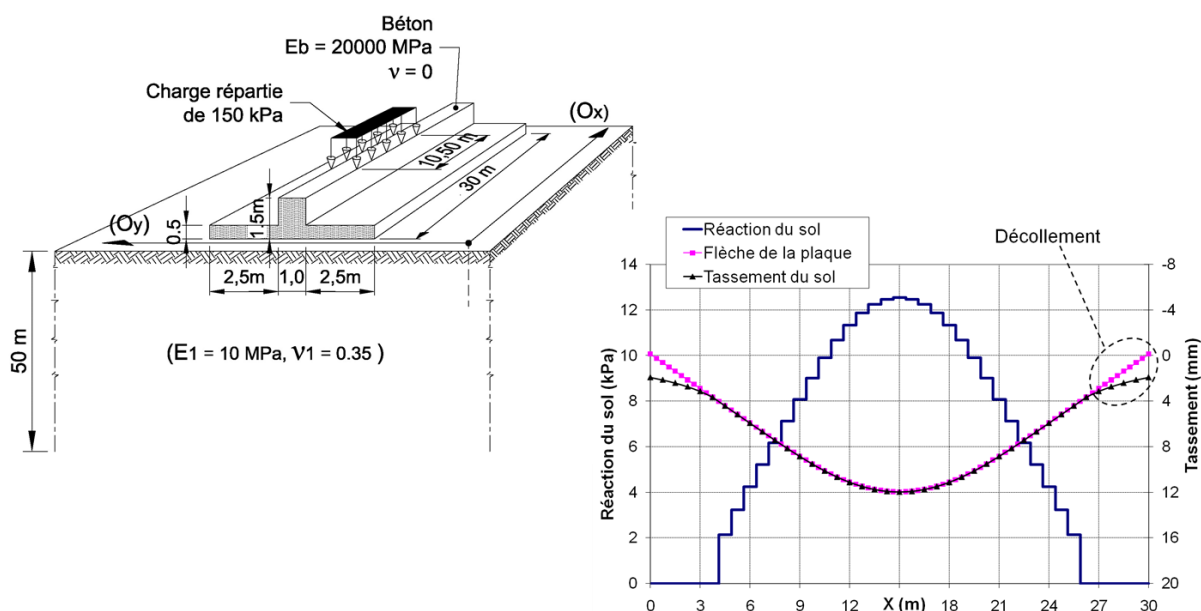 Béton
Eb = 20000 MPa
ν = 0
Charge répartie
de 150 kPa
(Ox)
10,50 m
30 m
(Oy)
0.5
1.5m
2,5m
1,0
2,5m
50 m
(E1 = 10 MPa, ν1 = 0.35 )
Réaction du sol
Flèche de la plaque
Tassement du sol
Décollement
Réaction du sol (kPa)
14
12
10
8
6
4
2
0
-8
-4
0
4
8
12
16
20
Tassement (mm)
0 3 6 9 12 15 18 21 24 27 30
X (m)